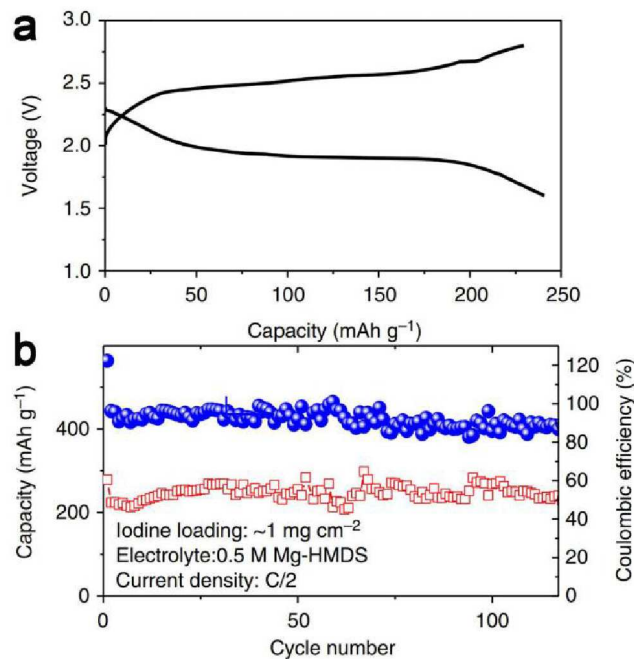 a
Voltage (V)
3.0
2.5
2.0
1.5
1.0
0 50 100 150 200 250
Capacity (mAh g⁻¹)
b
Capacity (mAh g⁻¹)
400
200
0
Iodine loading: ~1 mg cm⁻²
Electrolyte:0.5 M Mg-HMDS
Current density: C/2
120
100
80
60
40
20
0
Coulombic efficiency (%)
0 50 100
Cycle number